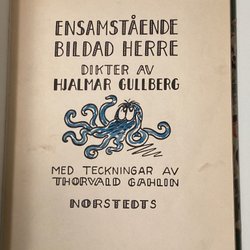 ENSAMSTÅENDE
BILDAD HERRE
DIKTER AV
HJALMAR GULLBERG
MED TECKNINGAR AV
THORVALD GAHLIN
NORSTEDTS